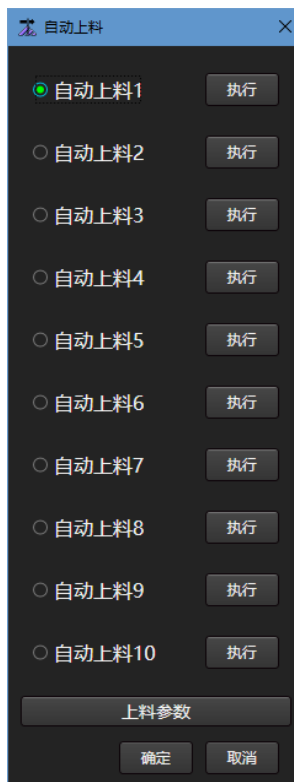 自动上料
自动上料1 执行
自动上料2 执行
自动上料3 执行
自动上料4 执行
自动上料5 执行
自动上料6 执行
自动上料7 执行
自动上料8 执行
自动上料9 执行
自动上料10 执行
上料参数
确定 取消